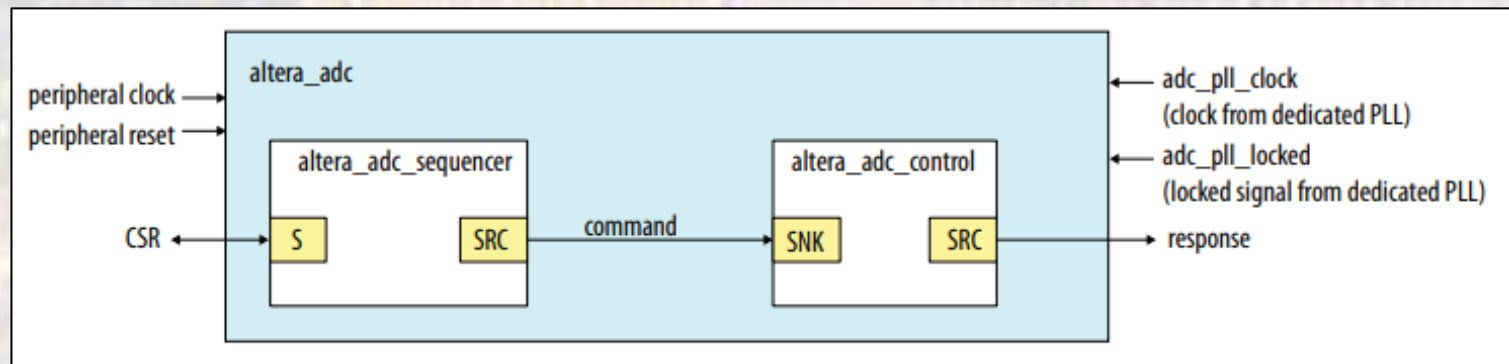 altera_adc
peripheral clock
peripheral reset
adc_pll_clock
(clock from dedicated PLL)
adc_pll_locked
(locked signal from dedicated PLL)
altera_adc_sequencer
altera_adc_control
CSR
S
SRC
command
SNK
SRC
response